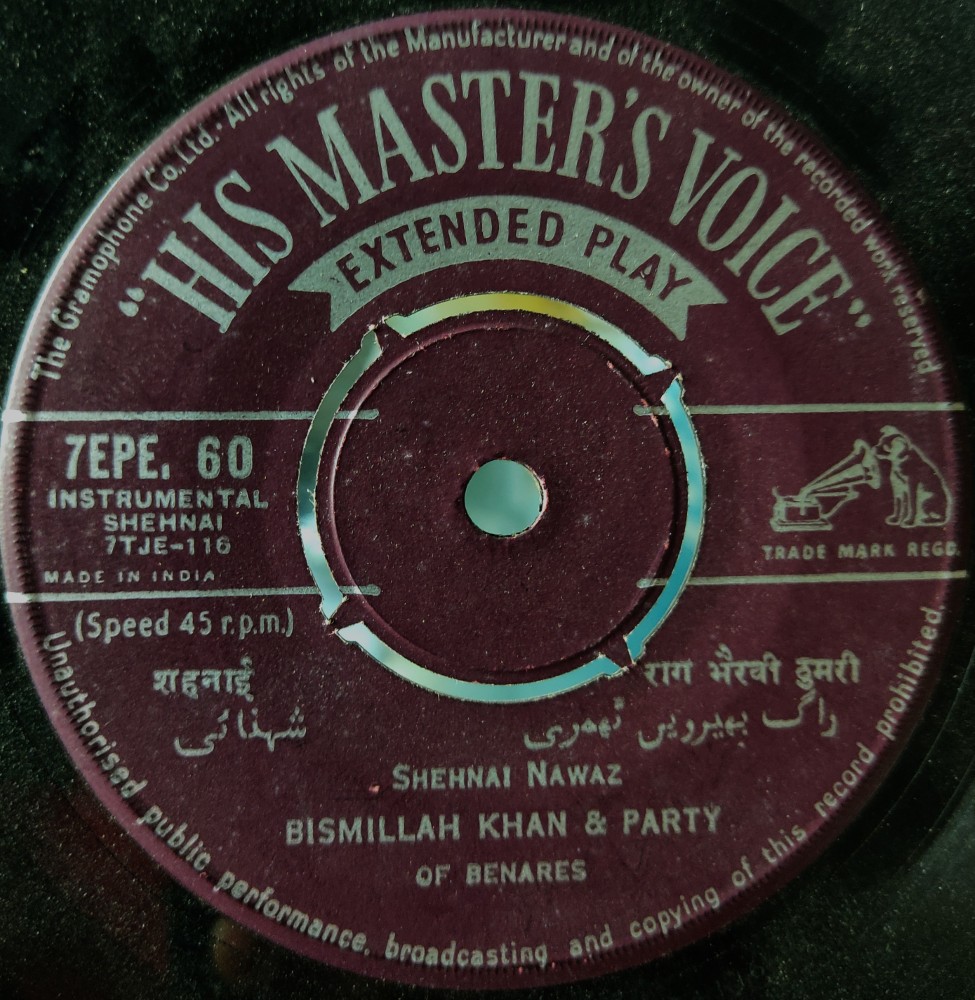 The Gramophone Co., Ltd. · All rights of the Manufacturer and of the owner of the recorded work reserved.
"HIS MASTER'S VOICE"
EXTENDED PLAY
7EPE. 60
INSTRUMENTAL
SHEHNAI
7TJE-116
MADE IN INDIA
TRADE MARK REGD.
(Speed 45 r.p.m.)
शहनाई
राग भैरवी ठुमरी
شہنائی
راگ بھیرویں ٹھمری
SHEHNAI NAWAZ
BISMILLAH KHAN & PARTY
OF BENARES
Unauthorised public, performance, broadcasting and copying of this record prohibited.